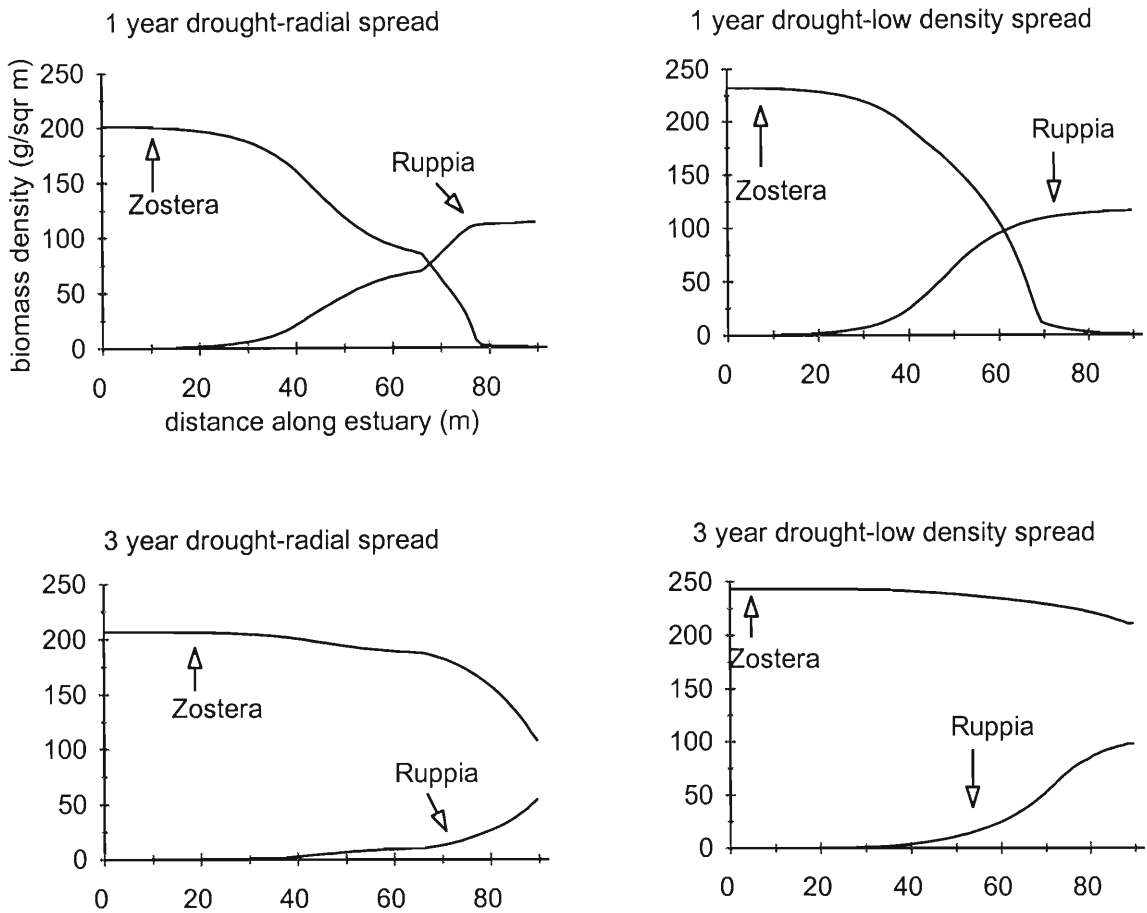 1 year drought-radial spread
biomass density (g/sqr m)
250
200
150
100
50
0
Zostera
Ruppia
0 20 40 60 80
distance along estuary (m)
1 year drought-low density spread
250
200
150
100
50
0
Ruppia
Zostera
0 20 40 60 80
3 year drought-radial spread
250
200
150
100
50
0
Zostera
Ruppia
0 20 40 60 80
3 year drought-low density spread
250
200
150
100
50
0
Zostera
Ruppia
0 20 40 60 80